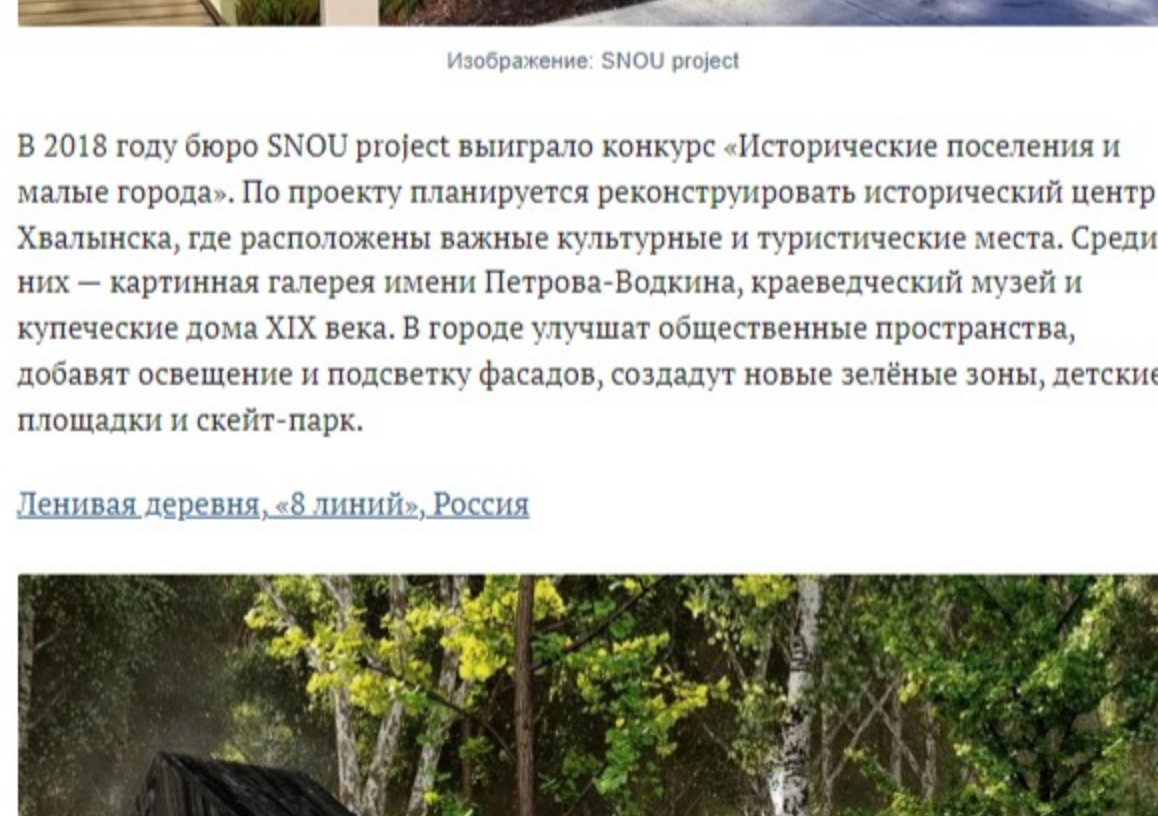 Изображение: SNOU project
В 2018 году бюро SNOU project выиграло конкурс «Исторические поселения и
малые города». По проекту планируется реконструировать исторический центр
Хвалынска, где расположены важные культурные и туристические места. Среди
них — картинная галерея имени Петрова-Водкина, краеведческий музей и
купеческие дома XIX века. В городе улучшат общественные пространства,
добавят освещение и подсветку фасадов, создадут новые зелёные зоны, детские
площадки и скейт-парк.
Ленивая деревня, «8 линий», Россия